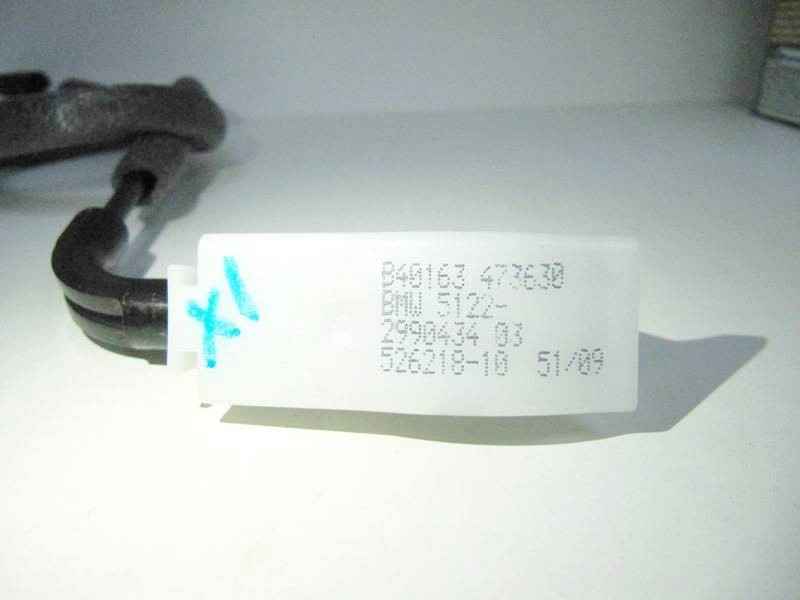 B40163 473630
BMW 5122-
2990434 03
526218-10 51/09
X1